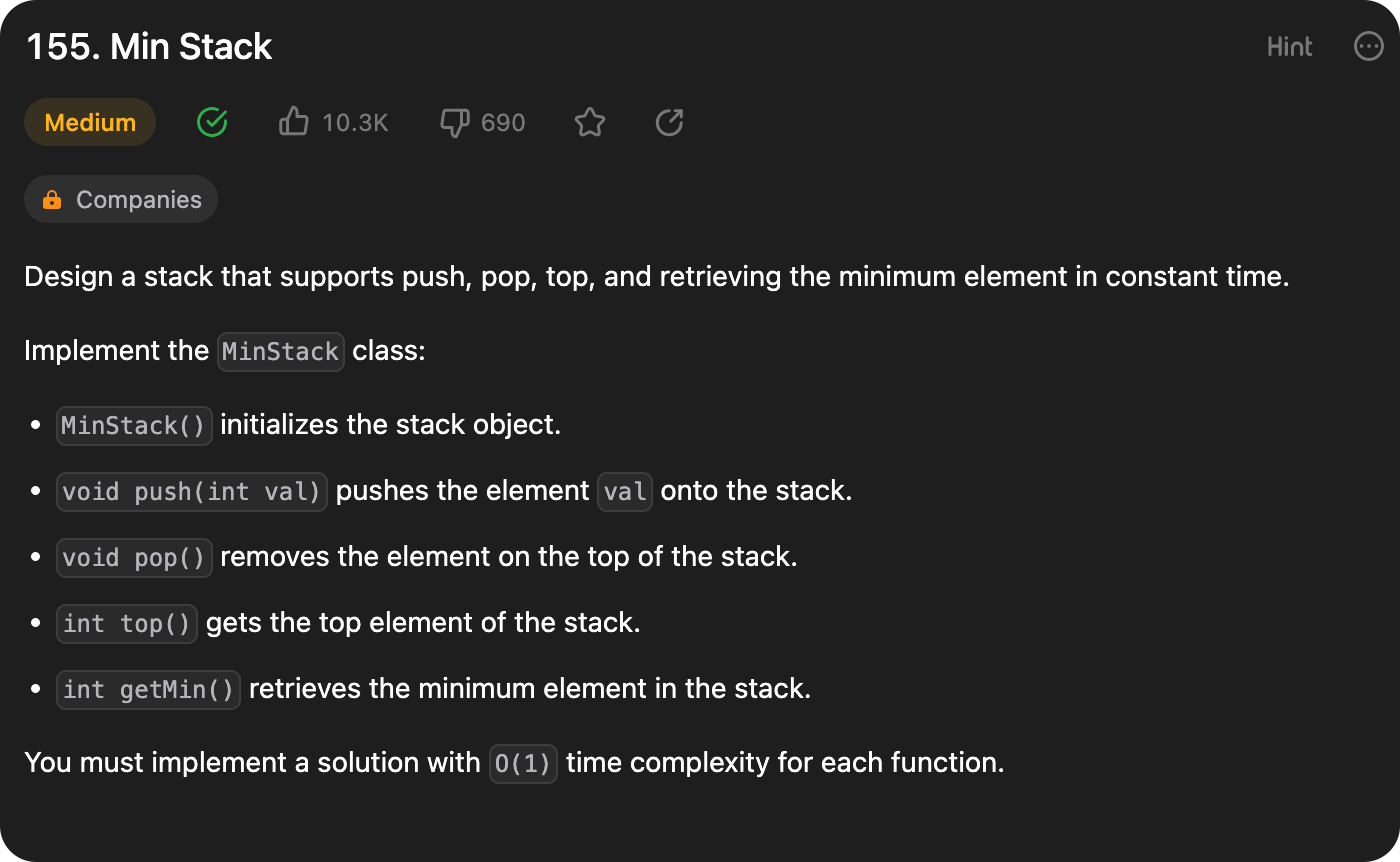 155. Min Stack
Hint
Medium
10.3K
690
Companies
Design a stack that supports push, pop, top, and retrieving the minimum element in constant time.
Implement the MinStack class:
• MinStack() initializes the stack object.
• void push(int val) pushes the element val onto the stack.
• void pop() removes the element on the top of the stack.
• int top() gets the top element of the stack.
• int getMin() retrieves the minimum element in the stack.
You must implement a solution with O(1) time complexity for each function.